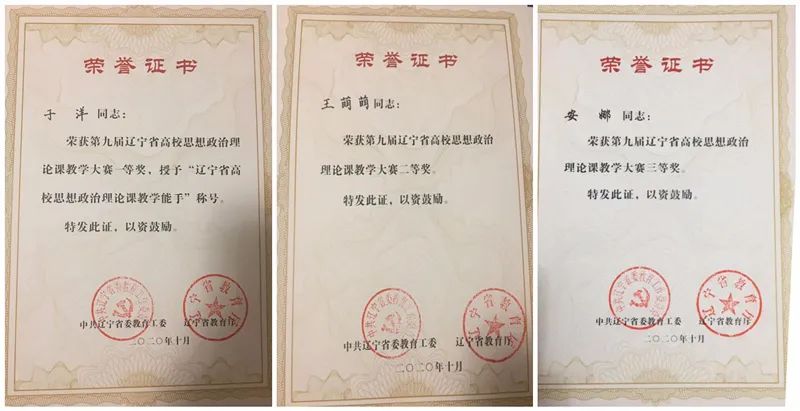 荣誉证书
于 洋同志：
荣获第九届辽宁省高校思想政治理
论课教学大赛一等奖，授予“辽宁省高
校思想政治理论课教学能手”称号。
特发此证，以资鼓励。
中共辽宁省委教育工委 辽宁省教育厅
二〇二〇年十月
荣誉证书
王萌萌同志：
荣获第九届辽宁省高校思想政治
理论课教学大赛二等奖。
特发此证，以资鼓励。
中共辽宁省委教育工委 辽宁省教育厅
二〇二〇年十月
荣誉证书
安 娜 同志：
荣获第九届辽宁省高校思想政治
理论课教学大赛三等奖。
特发此证，以资鼓励。
中共辽宁省委教育工委 辽宁省教育厅
二〇二〇年十月